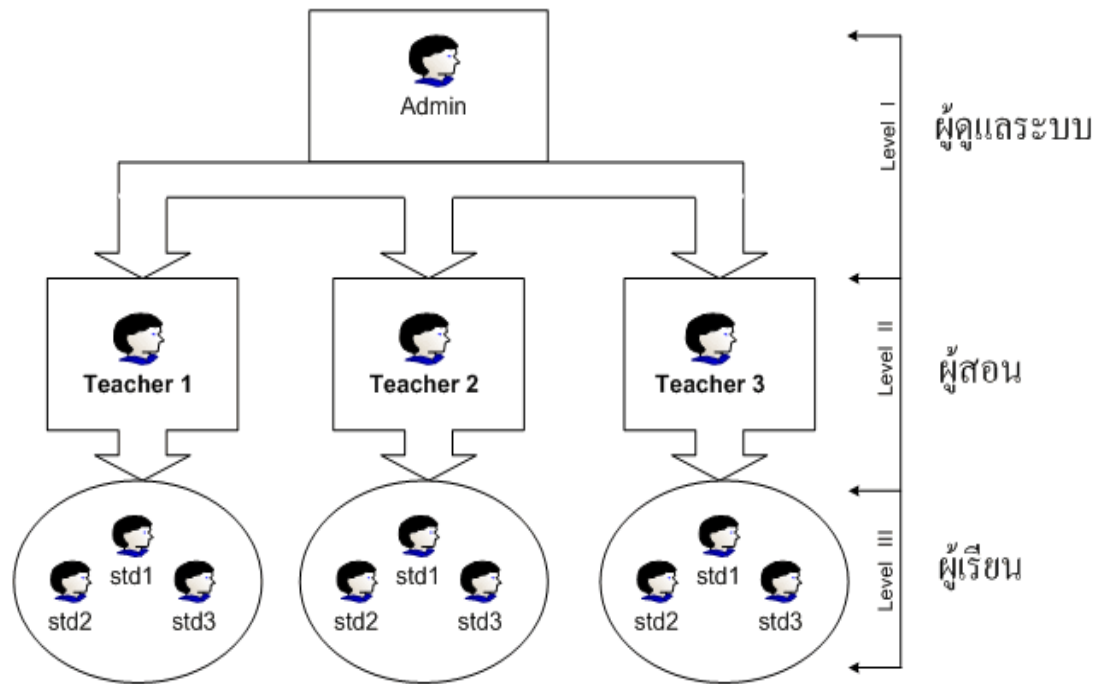 Admin
Level I
ผู้ดูแลระบบ
Teacher 1
Teacher 2
Teacher 3
Level II
ผู้สอน
std1
std2
std3
std1
std2
std3
std1
std2
std3
Level III
ผู้เรียน